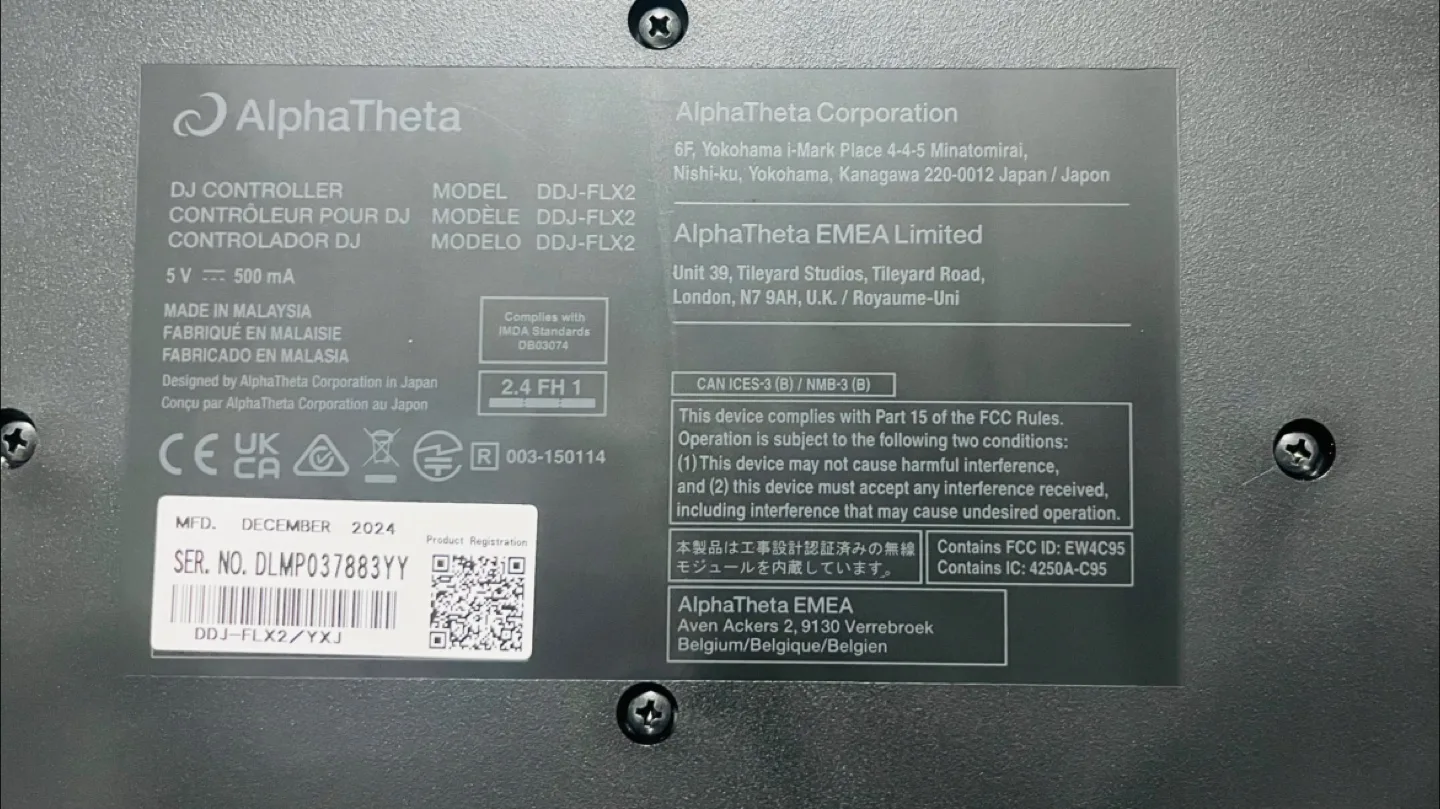 AlphaTheta
DJ CONTROLLER MODEL DDJ-FLX2
CONTRÔLEUR POUR DJ MODÈLE DDJ-FLX2
CONTROLADOR DJ MODELO DDJ-FLX2
5 V ⎓ 500 mA
MADE IN MALAYSIA
FABRIQUÉ EN MALAISIE
FABRICADO EN MALASIA
Designed by AlphaTheta Corporation in Japan
Conçu par AlphaTheta Corporation au Japon
Complies with
IMDA Standards
DB03074
2.4 FH 1
CE UK
CA
R 003-150114
MFD. DECEMBER 2024
SER. NO. DLMP037883YY
DDJ-FLX2/YXJ
Product Registration
AlphaTheta Corporation
6F, Yokohama i-Mark Place 4-4-5 Minatomirai,
Nishi-ku, Yokohama, Kanagawa 220-0012 Japan / Japon
AlphaTheta EMEA Limited
Unit 39, Tileyard Studios, Tileyard Road,
London, N7 9AH, U.K. / Royaume-Uni
CAN ICES-3 (B) / NMB-3 (B)
This device complies with Part 15 of the FCC Rules.
Operation is subject to the following two conditions:
(1) This device may not cause harmful interference,
and (2) this device must accept any interference received,
including interference that may cause undesired operation.
本製品は工事設計認証済みの無線
モジュールを内蔵しています。
Contains FCC ID: EW4C95
Contains IC: 4250A-C95
AlphaTheta EMEA
Aven Ackers 2, 9130 Verrebroek
Belgium/Belgique/Belgien